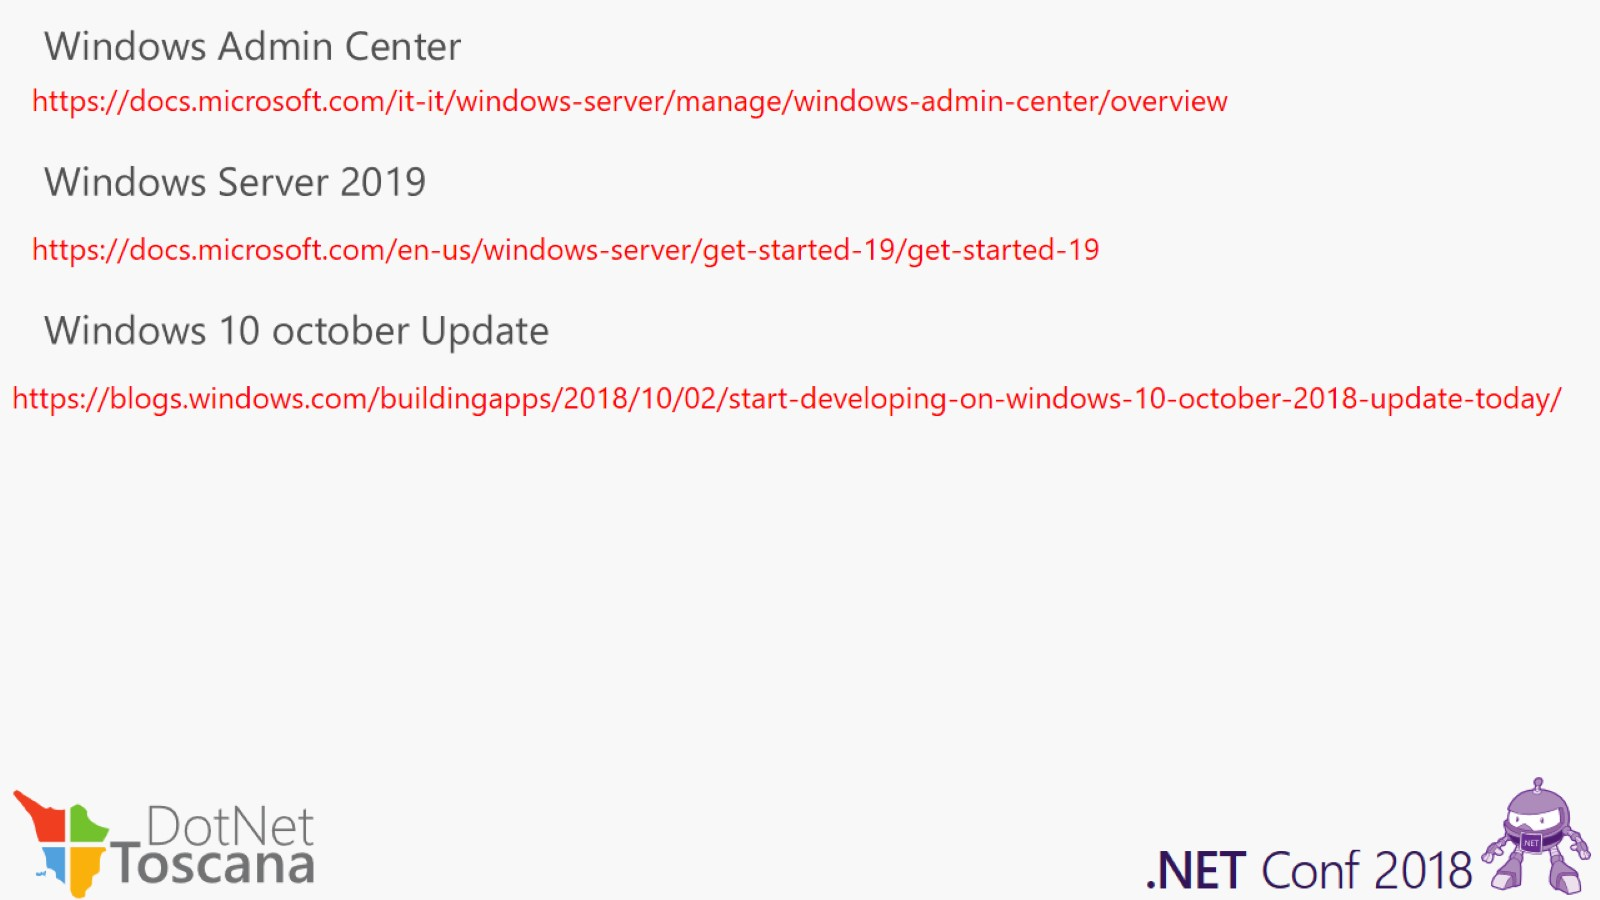 Windows Admin Center
https://docs.microsoft.com/it-it/windows-server/manage/windows-admin-center/overview
Windows Server 2019
https://docs.microsoft.com/en-us/windows-server/get-started-19/get-started-19
Windows 10 october Update
https://blogs.windows.com/buildingapps/2018/10/02/start-developing-on-windows-10-october-2018-update-today/
DotNet
Toscana
.NET Conf 2018
.NET